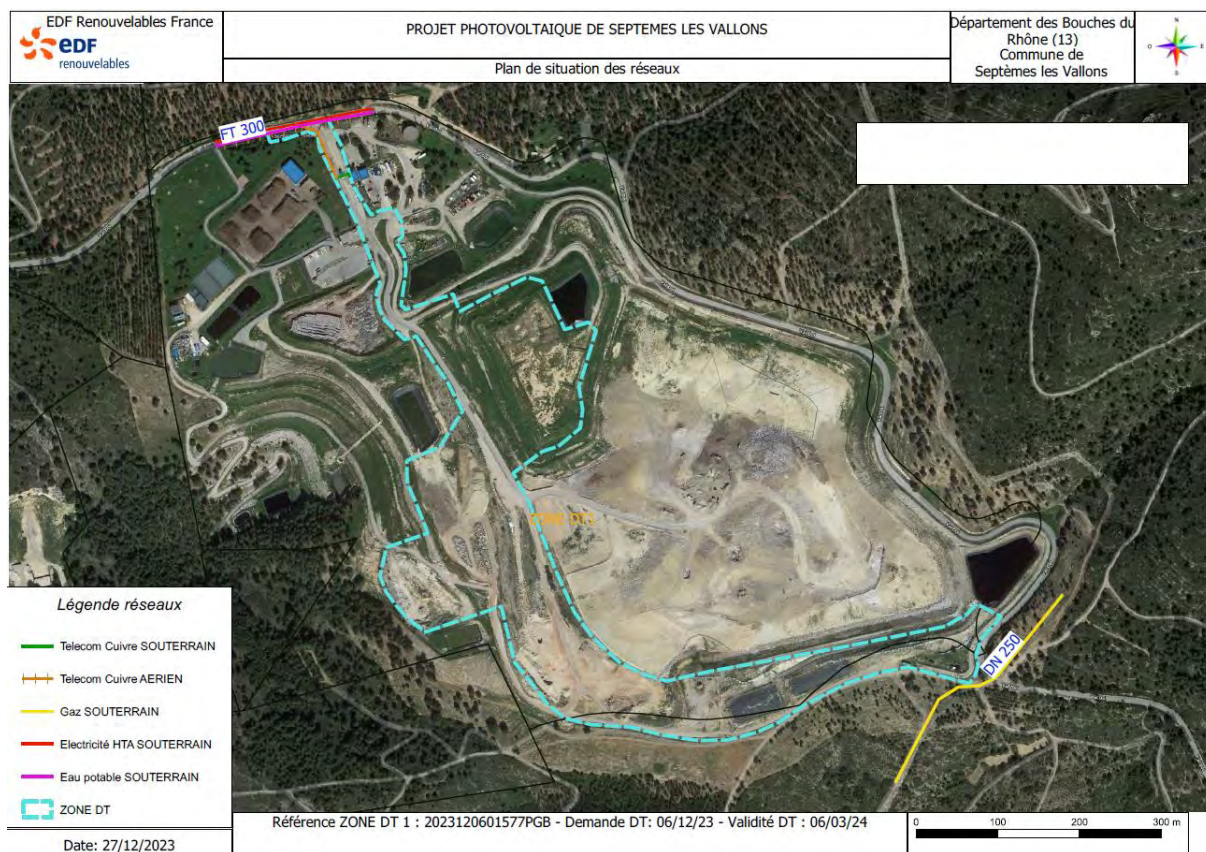 EDF Renouvelables France
edf
renouvelables
PROJET PHOTOVOLTAIQUE DE SEPTEMES LES VALLONS
Plan de situation des réseaux
Département des Bouches du
Rhône (13)
Commune de
Septèmes les Vallons
N
O
E
S
FT 300
ZONE DT1
DN 250
Légende réseaux
Telecom Cuivre SOUTERRAIN
Telecom Cuivre AERIEN
Gaz SOUTERRAIN
Electricité HTA SOUTERRAIN
Eau potable SOUTERRAIN
ZONE DT
Date: 27/12/2023
Référence ZONE DT 1 : 2023120601577PGB - Demande DT: 06/12/23 - Validité DT : 06/03/24
0 100 200 300 m